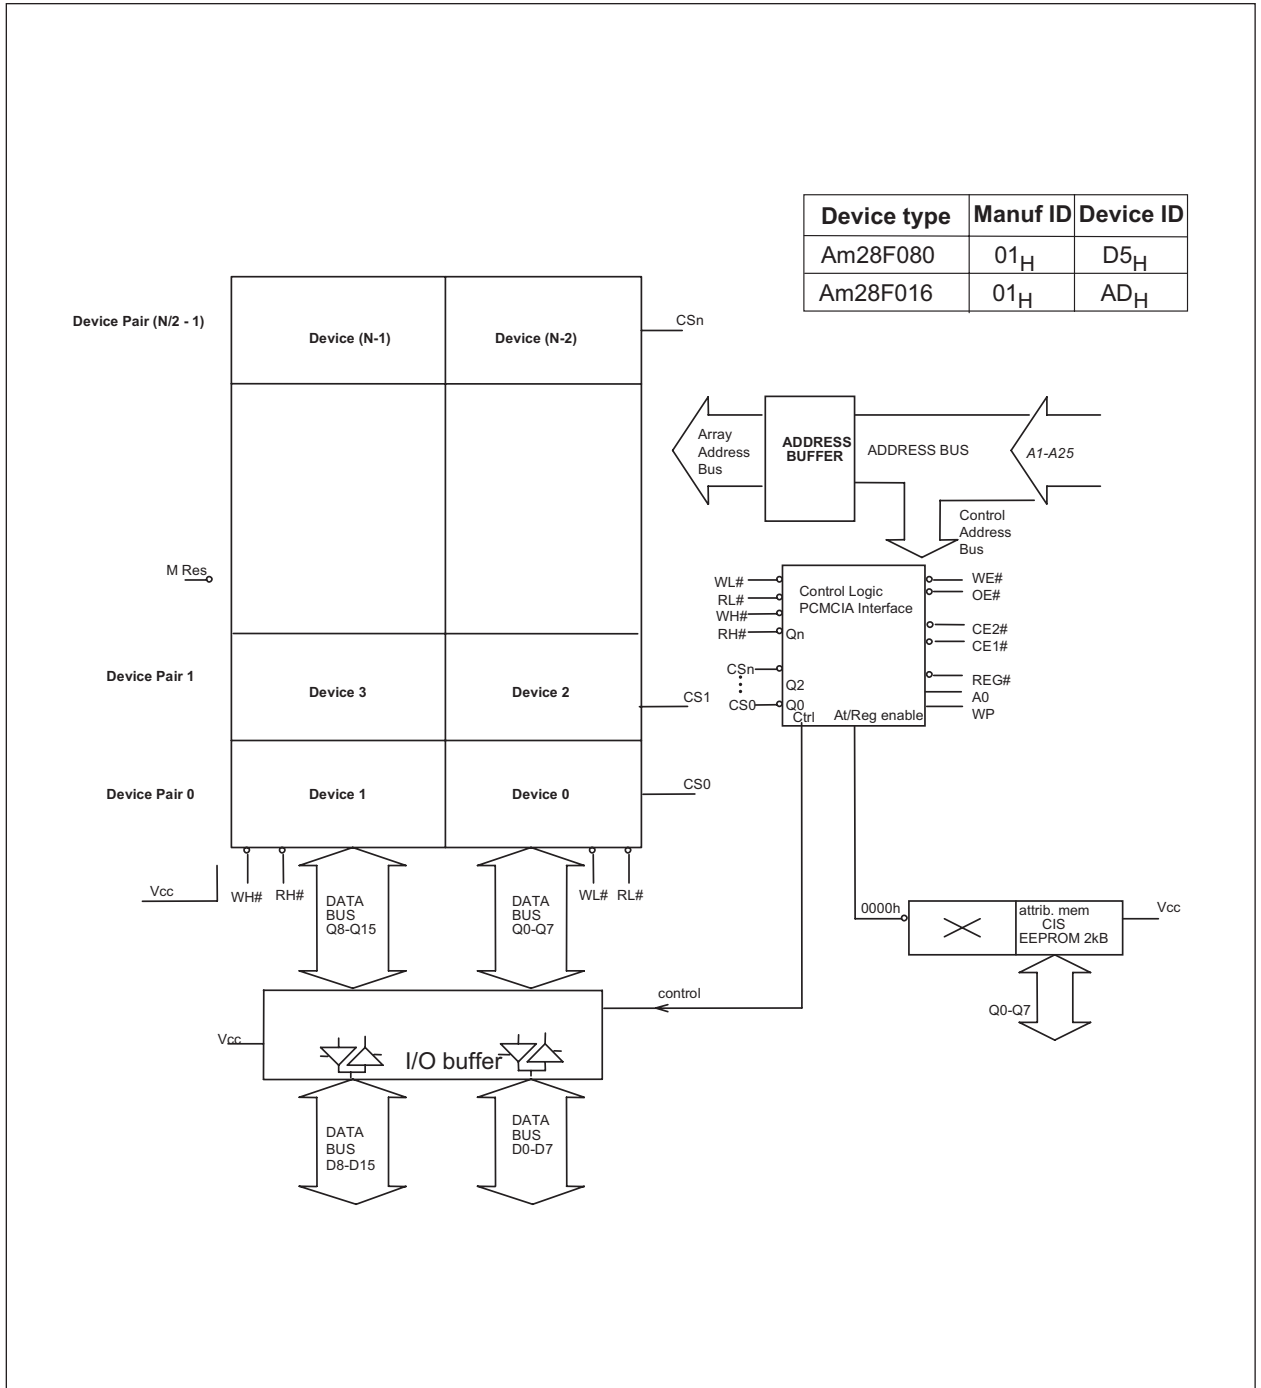 Device type Manuf ID Device ID
Am28F080 01H D5H
Am28F016 01H ADH
Device Pair (N/2 - 1)
Device (N-1)
Device (N-2)
CSn
Array
Address
Bus
ADDRESS
BUFFER
ADDRESS BUS
A1-A25
Control
Address
Bus
M Res
WL#
RL#
WH#
RH#
CSn
CS0
Control Logic
PCMCIA Interface
Qn
Q2
Q0
Ctrl
At/Reg enable
WE#
OE#
CE2#
CE1#
REG#
A0
WP
Device Pair 1
Device 3
Device 2
CS1
Device Pair 0
Device 1
Device 0
CS0
Vcc
WH#
RH#
DATA
BUS
Q8-Q15
DATA
BUS
Q0-Q7
WL#
RL#
0000h
attrib. mem
CIS
EEPROM 2kB
Vcc
Q0-Q7
control
Vcc
I/O buffer
DATA
BUS
D8-D15
DATA
BUS
D0-D7